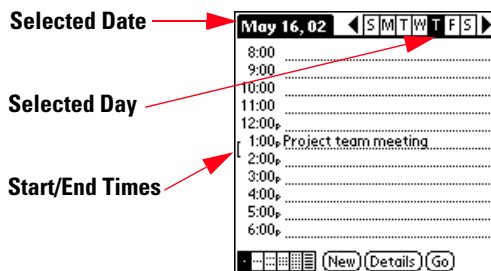 Selected Date
May 16, 02 S M T W T F S
8:00
9:00
Selected Day
10:00
11:00
12:00p
1:00p Project team meeting
2:00p
Start/End Times
3:00p
4:00p
5:00p
6:00p
New Details Go